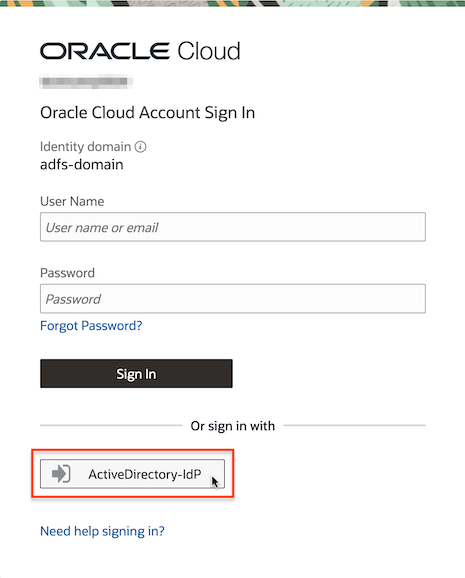 ORACLE Cloud
Oracle Cloud Account Sign In
Identity domain
adfs-domain
User Name
User name or email
Password
Password
Forgot Password?
Sign In
Or sign in with
ActiveDirectory-IdP
Need help signing in?